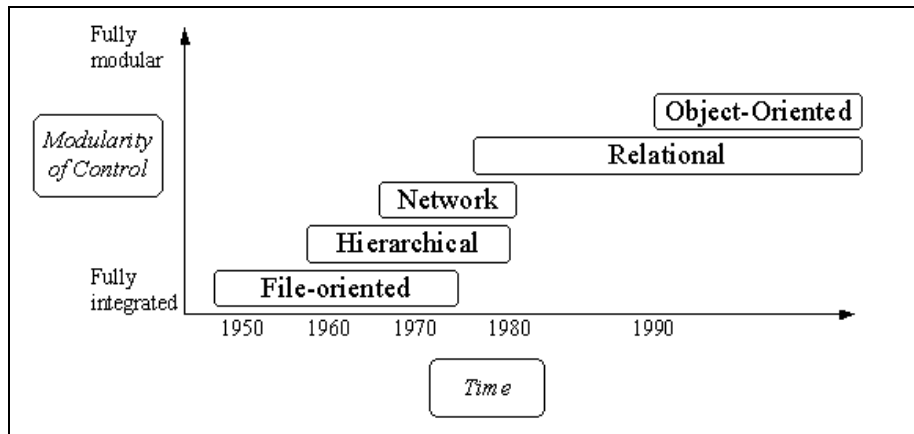 Fully
modular
Object-Oriented
Modularity
of Control
Relational
Network
Hierarchical
Fully
integrated
File-oriented
1950 1960 1970 1980 1990
Time